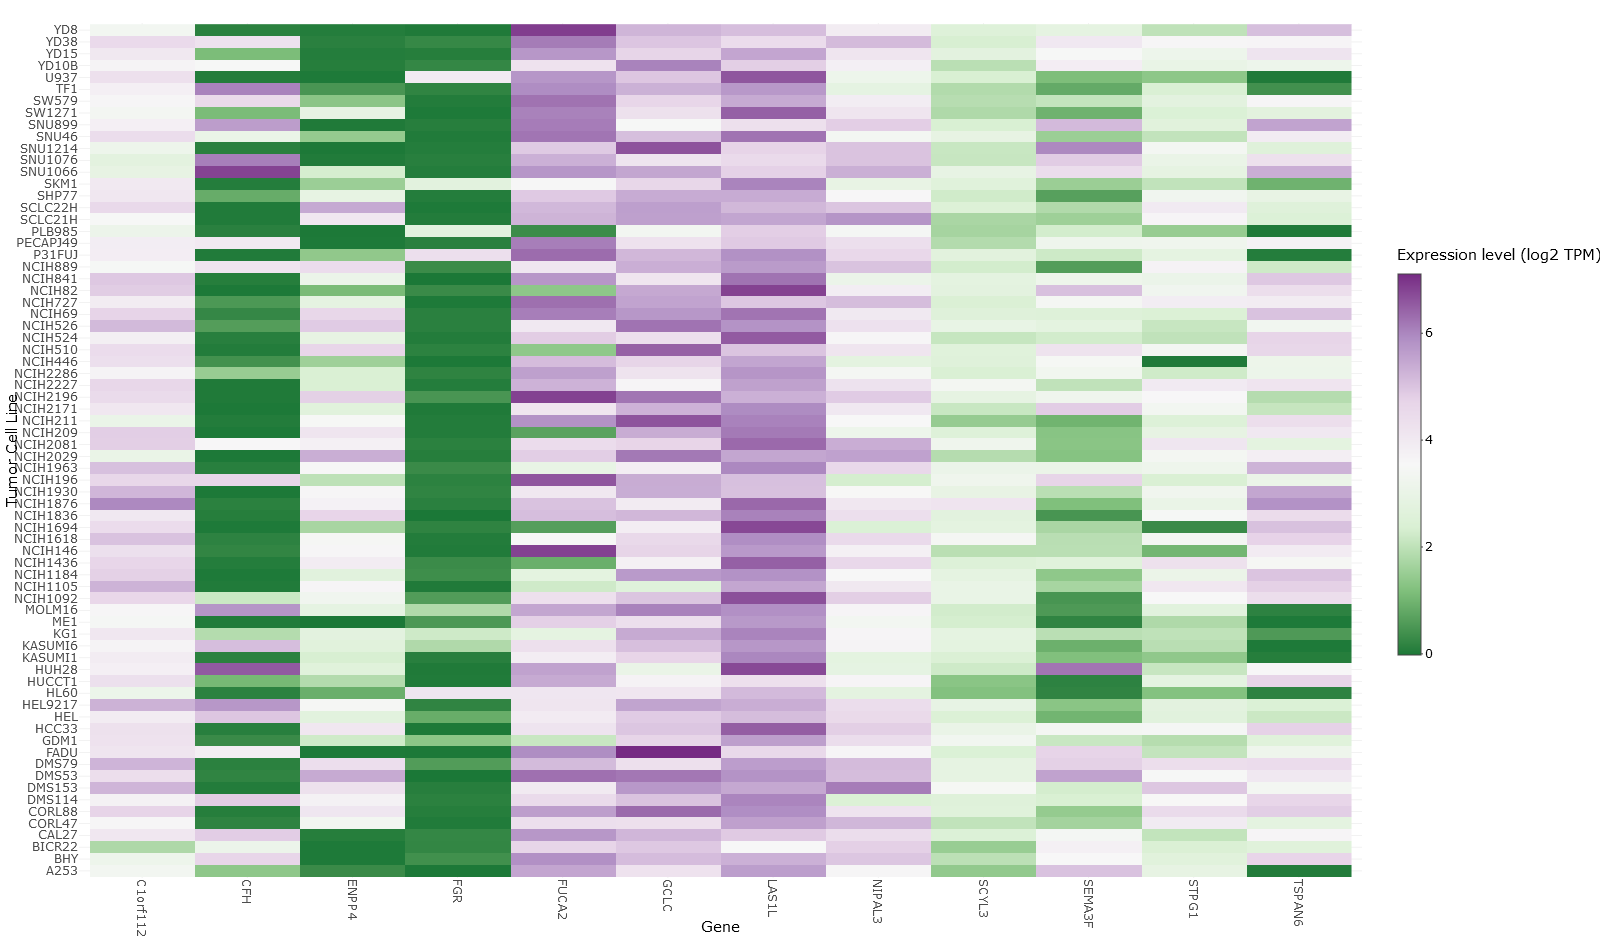 YD8
YD38
YD15
YD10B
U937
TF1
SW579
SW1271
SNU899
SNU46
SNU1214
SNU1076
SNU1066
SKM1
SHP77
SCLC22H
SCLC21H
PLB985
PECAPJ49
P31FUJ
NCIH889
NCIH841
NCIH82
NCIH727
NCIH69
NCIH526
NCIH524
NCIH510
NCIH446
NCIH2286
NCIH2227
NCIH2196
NCIH2171
NCIH211
NCIH209
NCIH2081
NCIH2029
NCIH1963
NCIH196
NCIH1930
NCIH1876
NCIH1836
NCIH1694
NCIH1618
NCIH146
NCIH1436
NCIH1184
NCIH1105
NCIH1092
MOLM16
ME1
KG1
KASUMI6
KASUMI1
HUH28
HUCCT1
HL60
HEL9217
HEL
HCC33
GDM1
FADU
DMS79
DMS53
DMS153
DMS114
CORL88
CORL47
CAL27
BICR22
BHY
A253
Tumor Cell Line
C1orf112
CFH
ENPP4
FGR
FUCA2
GCLC
LAS1L
NIPAL3
SCYL3
SEMA3F
STPG1
TSPAN6
Gene
Expression level (log2 TPM)
6
4
2
0